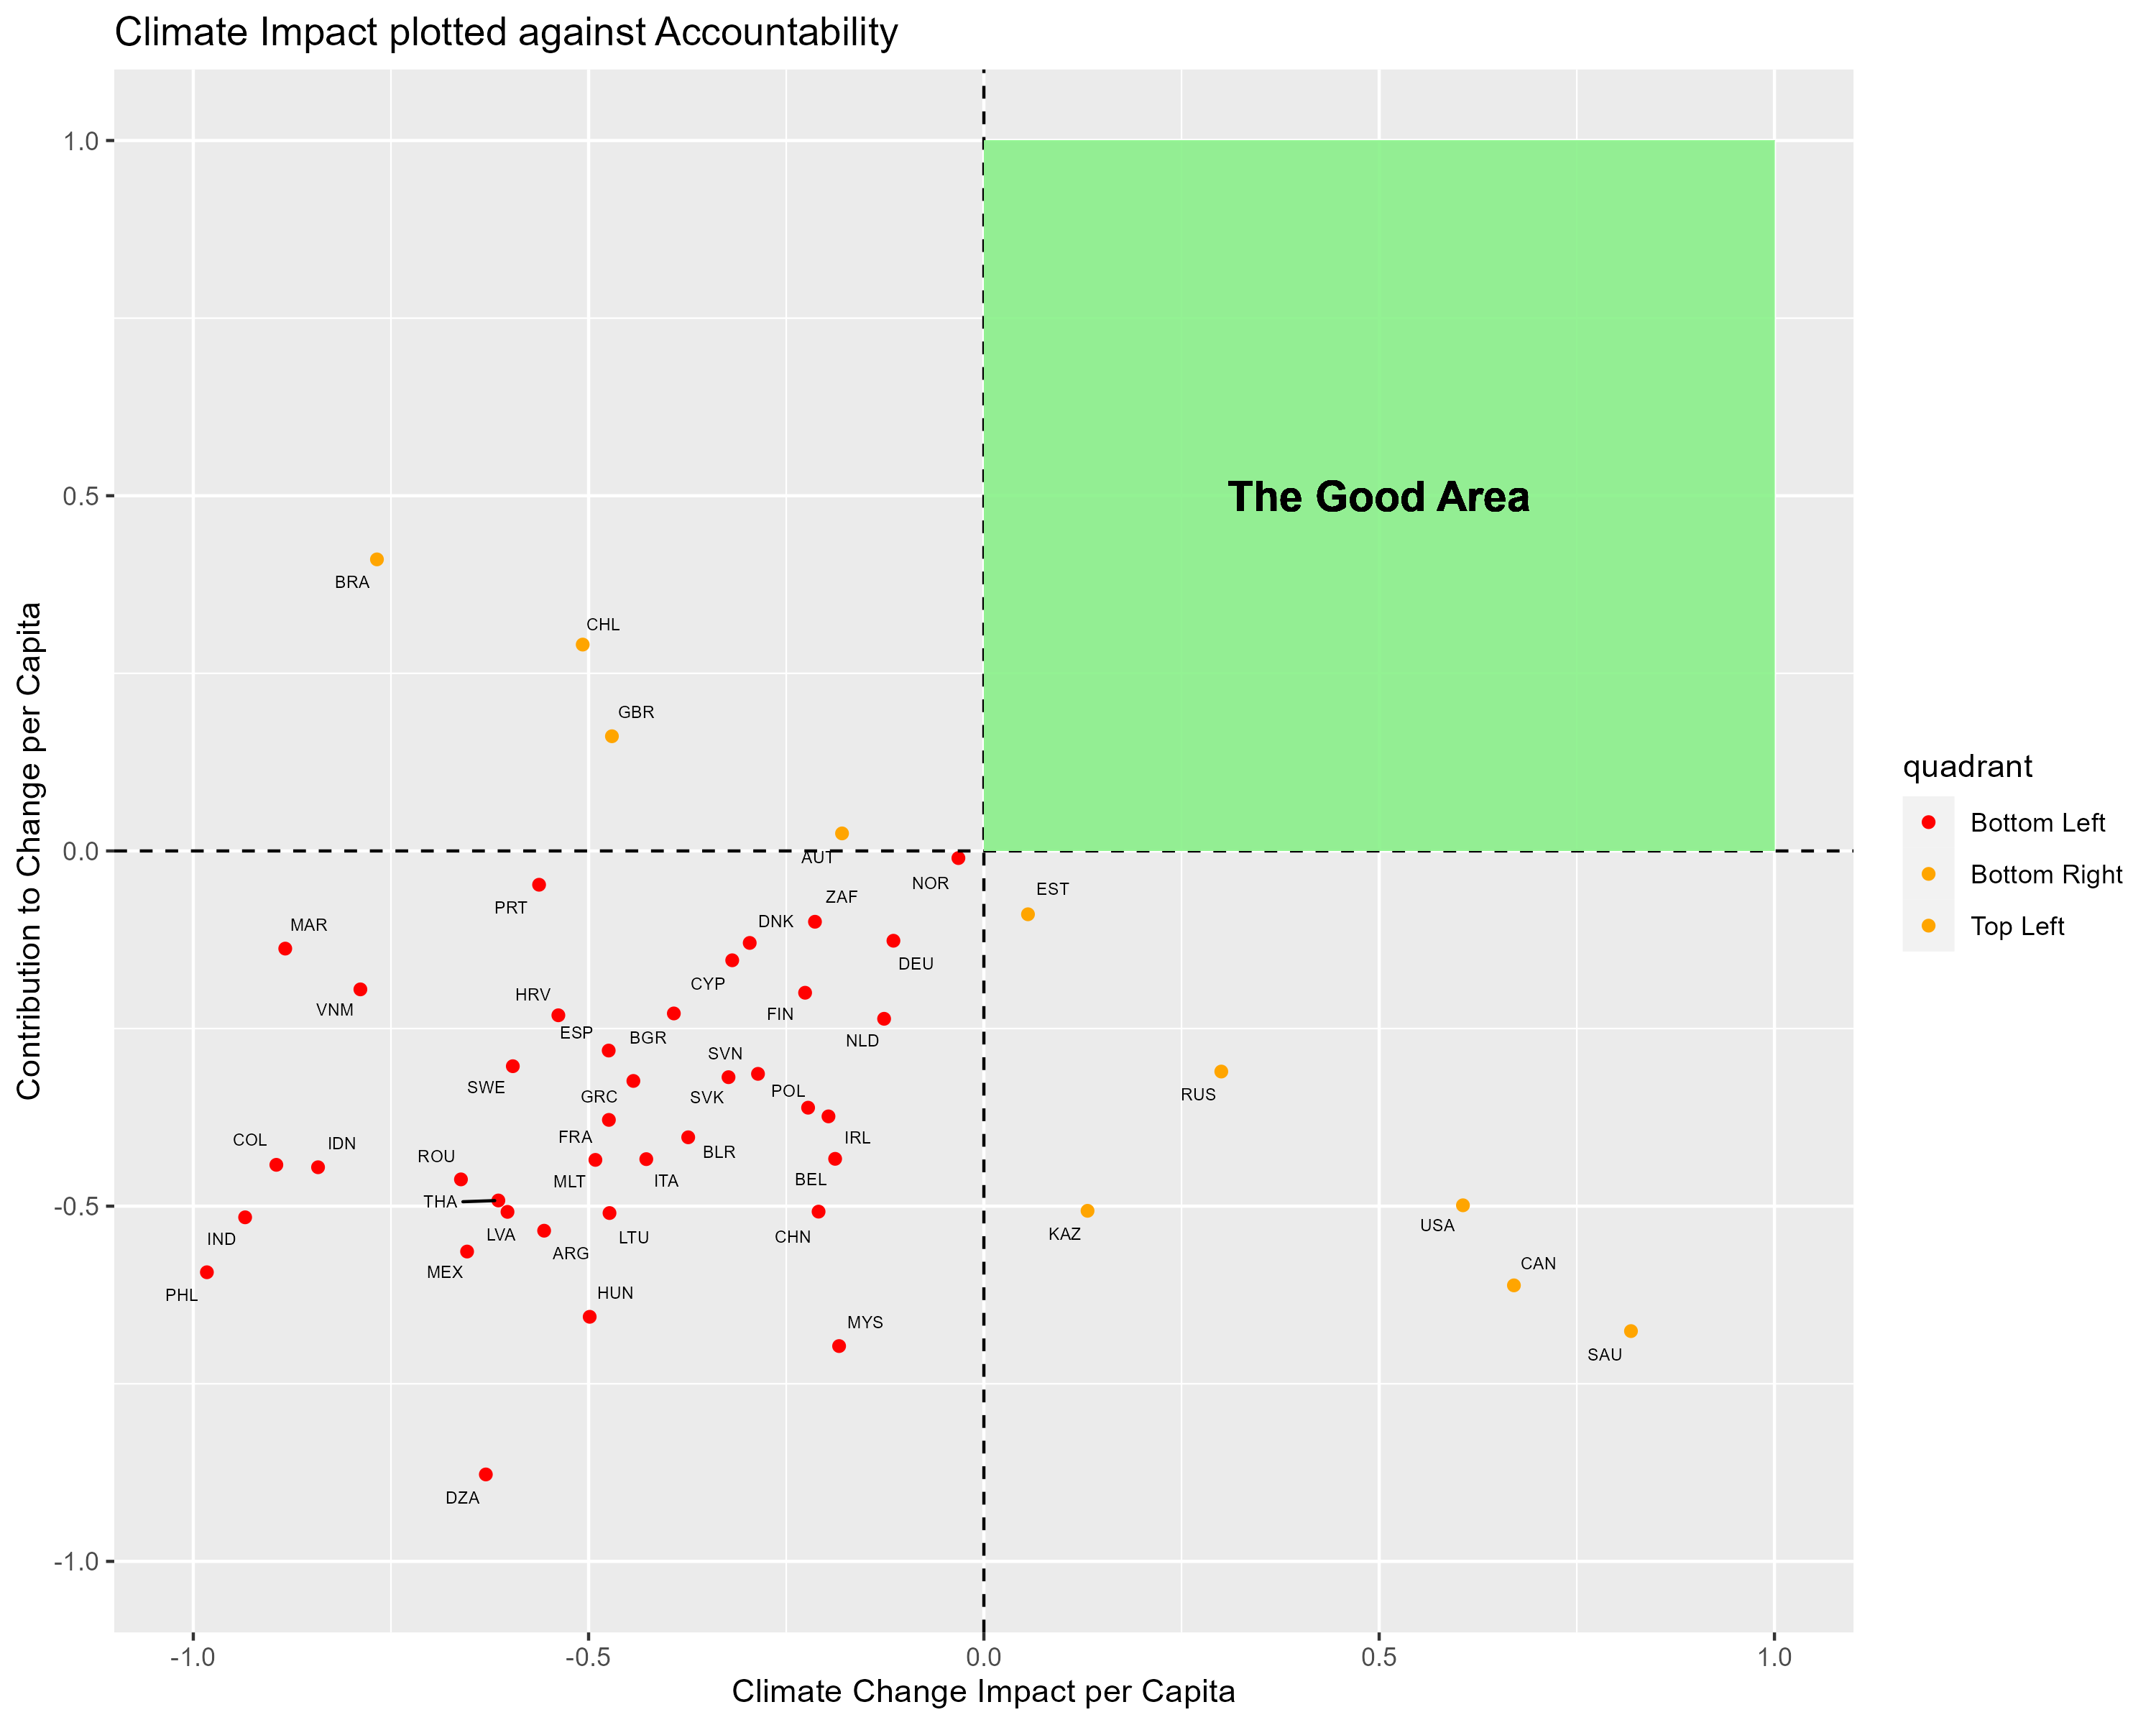 Climate Impact plotted against Accountability
Contribution to Change per Capita
1.0
0.5
0.0
-0.5
-1.0
The Good Area
BRA
CHL
GBR
AUT
NOR
EST
PRT
ZAF
MAR
DNK
DEU
CYP
VNM
HRV
FIN
ESP
BGR
NLD
SVN
SWE
GRC
SVK
POL
RUS
FRA
IRL
COL
IDN
BLR
ROU
MLT
ITA
BEL
THA
USA
IND
LVA
LTU
CHN
KAZ
ARG
MEX
CAN
PHL
HUN
MYS
SAU
DZA
-1.0
-0.5
0.0
0.5
1.0
Climate Change Impact per Capita
quadrant
Bottom Left
Bottom Right
Top Left